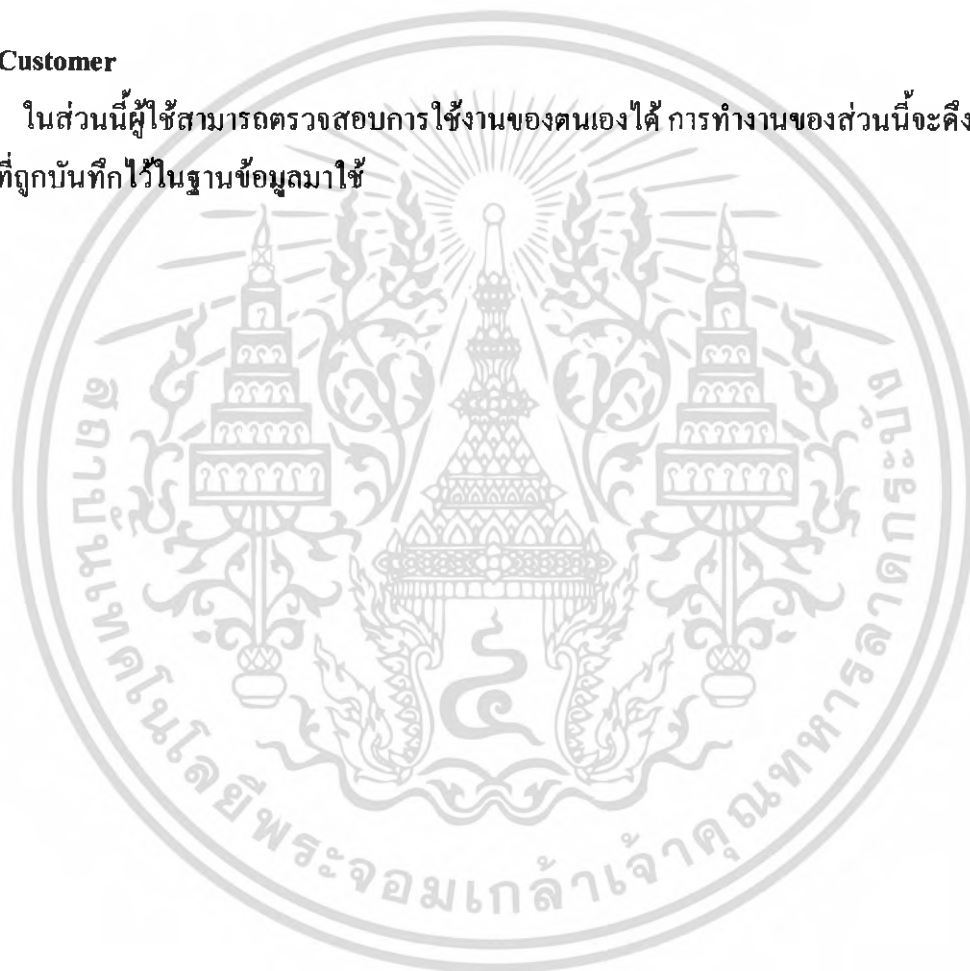 Customer
ในส่วนนี้ผู้ใช้สามารถตรวจสอบการใช้งานของตนเองได้ การทำงานของส่วนนี้จะดึง
ที่ถูกบันทึกไว้ในฐานข้อมูลมาใช้
สถาบันเทคโนโลยีพระจอมเกล้าเจ้าคุณทหารลาดกระบัง
๔